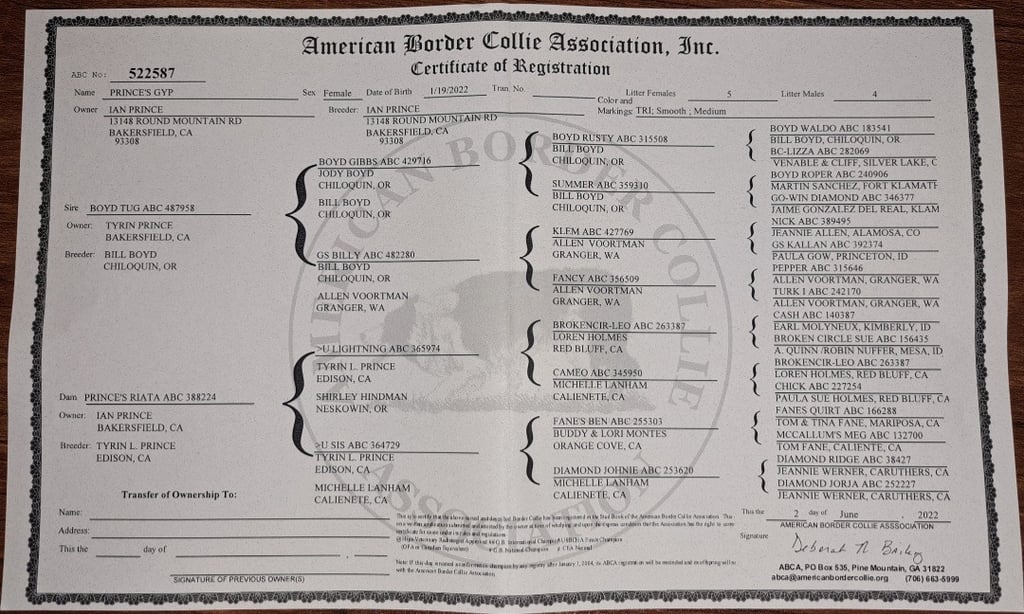 American Border Collie Association, Inc.
Certificate of Registration
ABC No: 522587
Name PRINCE'S GYP Sex Female Date of Birth 1/19/2022 Tran. No. Litter Females 5 Litter Males 4
Owner IAN PRINCE Breeder: IAN PRINCE Color and Markings: TRI; Smooth ; Medium
13148 ROUND MOUNTAIN RD 13148 ROUND MOUNTAIN RD
BAKERSFIELD, CA BAKERSFIELD, CA
93308 93308
Sire BOYD TUG ABC 487958
Owner: TYRIN PRINCE
BAKERSFIELD, CA
Breeder: BILL BOYD
CHILOQUIN, OR
Dam PRINCE'S RIATA ABC 388224
Owner: IAN PRINCE
BAKERSFIELD, CA
Breeder: TYRIN L. PRINCE
EDISON, CA
BOYD GIBBS ABC 429716
JODY BOYD
CHILOQUIN, OR
BILL BOYD
CHILOQUIN, OR
GS BILLY ABC 482280
BILL BOYD
CHILOQUIN, OR
ALLEN VOORTMAN
GRANGER, WA
>U LIGHTNING ABC 365974
TYRIN L. PRINCE
EDISON, CA
SHIRLEY HINDMAN
NESKOWIN, OR
>U SIS ABC 364729
TYRIN L. PRINCE
EDISON, CA
MICHELLE LANHAM
CALIENETE, CA
BOYD RUSTY ABC 315508
BILL BOYD
CHILOQUIN, OR
SUMMER ABC 359310
BILL BOYD
CHILOQUIN, OR
KLEM ABC 427769
ALLEN VOORTMAN
GRANGER, WA
FANCY ABC 356509
ALLEN VOORTMAN
GRANGER, WA
BROKENCIR-LEO ABC 263387
LOREN HOLMES
RED BLUFF, CA
CAMEO ABC 345950
MICHELLE LANHAM
CALIENETE, CA
FANE'S BEN ABC 255303
BUDDY & LORI MONTES
ORANGE COVE, CA
DIAMOND JOHNIE ABC 253620
MICHELLE LANHAM
CALIENETE, CA
BOYD WALDO ABC 183541
BILL BOYD, CHILOQUIN, OR
BC-LIZZA ABC 282069
VENABLE & CLIFF, SILVER LAKE, C
BOYD ROPER ABC 240906
MARTIN SANCHEZ, FORT KLAMATH
GO-WIN DIAMOND ABC 346377
JAIME GONZALEZ DEL REAL, KLAM
NICK ABC 389495
JEANNIE ALLEN, ALAMOSA, CO
GS KALLAN ABC 392374
PAULA GOW, PRINCETON, ID
PEPPER ABC 315646
ALLEN VOORTMAN, GRANGER, WA
TURK I ABC 242170
ALLEN VOORTMAN, GRANGER, WA
CASH ABC 140387
EARL MOLYNEUX, KIMBERLY, ID
BROKEN CIRCLE SUE ABC 156435
A. QUINN /ROBIN NUFFER, MESA, ID
BROKENCIR-LEO ABC 263387
LOREN HOLMES, RED BLUFF, CA
CHICK ABC 227254
PAULA SUE HOLMES, RED BLUFF, CA
FANES QUIRT ABC 166288
TOM & TINA FANE, MARIPOSA, CA
MCCALLUM'S MEG ABC 132700
TOM FANE, CALIENTE, CA
DIAMOND RIDGE ABC 38427
JEANNIE WERNER, CARUTHERS, CA
DIAMOND JORJA ABC 252227
JEANNIE WERNER, CARUTHERS, CA
Transfer of Ownership To:
Name:
Address:
This the day of , .
SIGNATURE OF PREVIOUS OWNER(S)
This the 2 day of June , 2022
AMERICAN BORDER COLLIE ASSSOCIATION
Signature Deborah N Bailey
ABCA, PO Box 535, Pine Mountain, GA 31822
abca@americanbordercollie.org (706) 663-5999
AMERICAN BORDER COLLIE ASSOCIATION